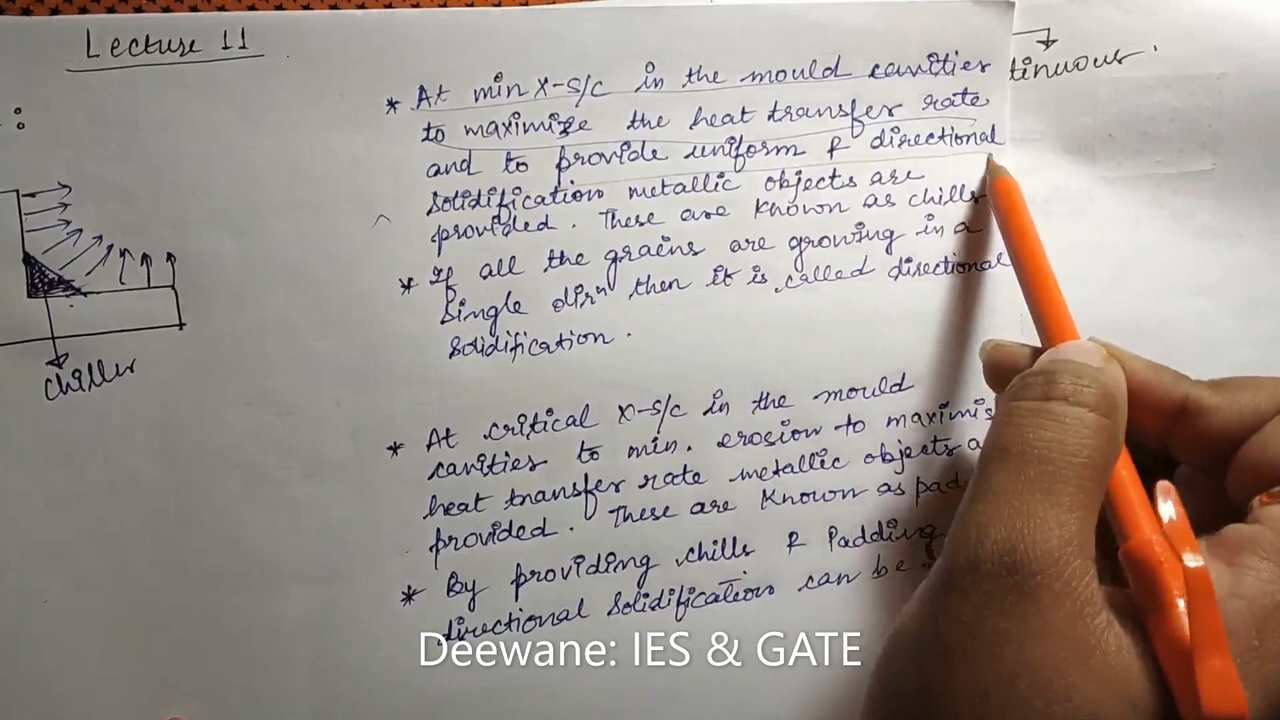 Lecture 11
:
tinuous.
* At min X-S/C in the mould cavities
to maximize the heat transfer rate
and to provide uniform & directional
solidification metallic objects are
provided. These are known as chills
* If all the grains are growing in a
single dirⁿ then it is called directional
solidification.
chiller
* At critical X-S/C in the mould
cavities to min. erosion to maximis
heat transfer rate metallic objects a
provided. These are known as pad
* By providing chills & Padding
directional solidification can be
Deewane: IES & GATE